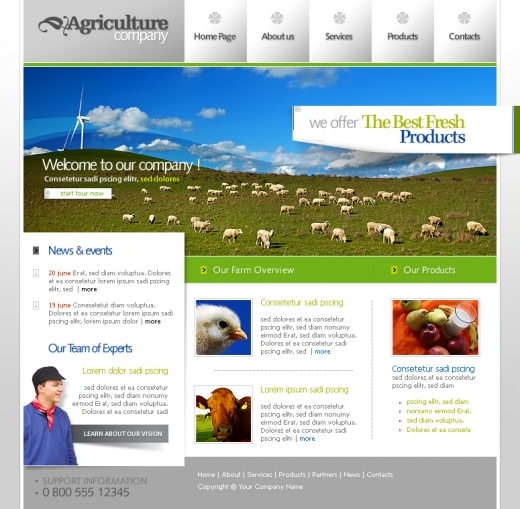 Agriculture
company
Home Page
About us
Services
Products
Contacts
we offer The Best Fresh
Products
Welcome to our company !
Consetetur sadi pscing elitr, sed dolores
start tour now
News & events
20 june Erat, sed diam voluptua. Dolores
et ea consetetur lorem ipsum sadi pscing
elitr, sed | more
19 june Consetetur diam voluptua.
Dolores et ea consetetur lorem ipsum sadi
pscing elitr, lorem ipsum dolor | more
Our Team of Experts
Lorem dolor sadi pscing
sed dolores et ea consetetur
pscing elitr, sed diam nonumy
eirmod Erat, sed diam voluptua.
Dolores et ea consetetur sadi
LEARN ABOUT OUR VISION
Our Farm Overview
Consetetur sadi pscing
sed dolores et ea consetetur
pscing elitr, sed diam nonumy
eirmod Erat, sed diam voluptua.
Dolores et ea consetetur sadi
pscing elitr, sed | more
Lorem ipsum sadi pscing
sed dolores et ea consetetur
pscing elitr, sed diam nonumy
eirmod Erat, sed diam voluptua.
Dolores et ea consetetur sadi
pscing elitr | more
Our Products
Consetetur sadi pscing
sed dolores et ea consetetur
pscing elitr, sed diam
pscing elitr, sed diam
nonumy eirmod Erat,
sed diam voluptua.
Dolores et ea consete
SUPPORT INFORMATION
0 800 555 12345
Home | About | Services | Products | Partners | News | Contacts
Copyright @ Your Company Name